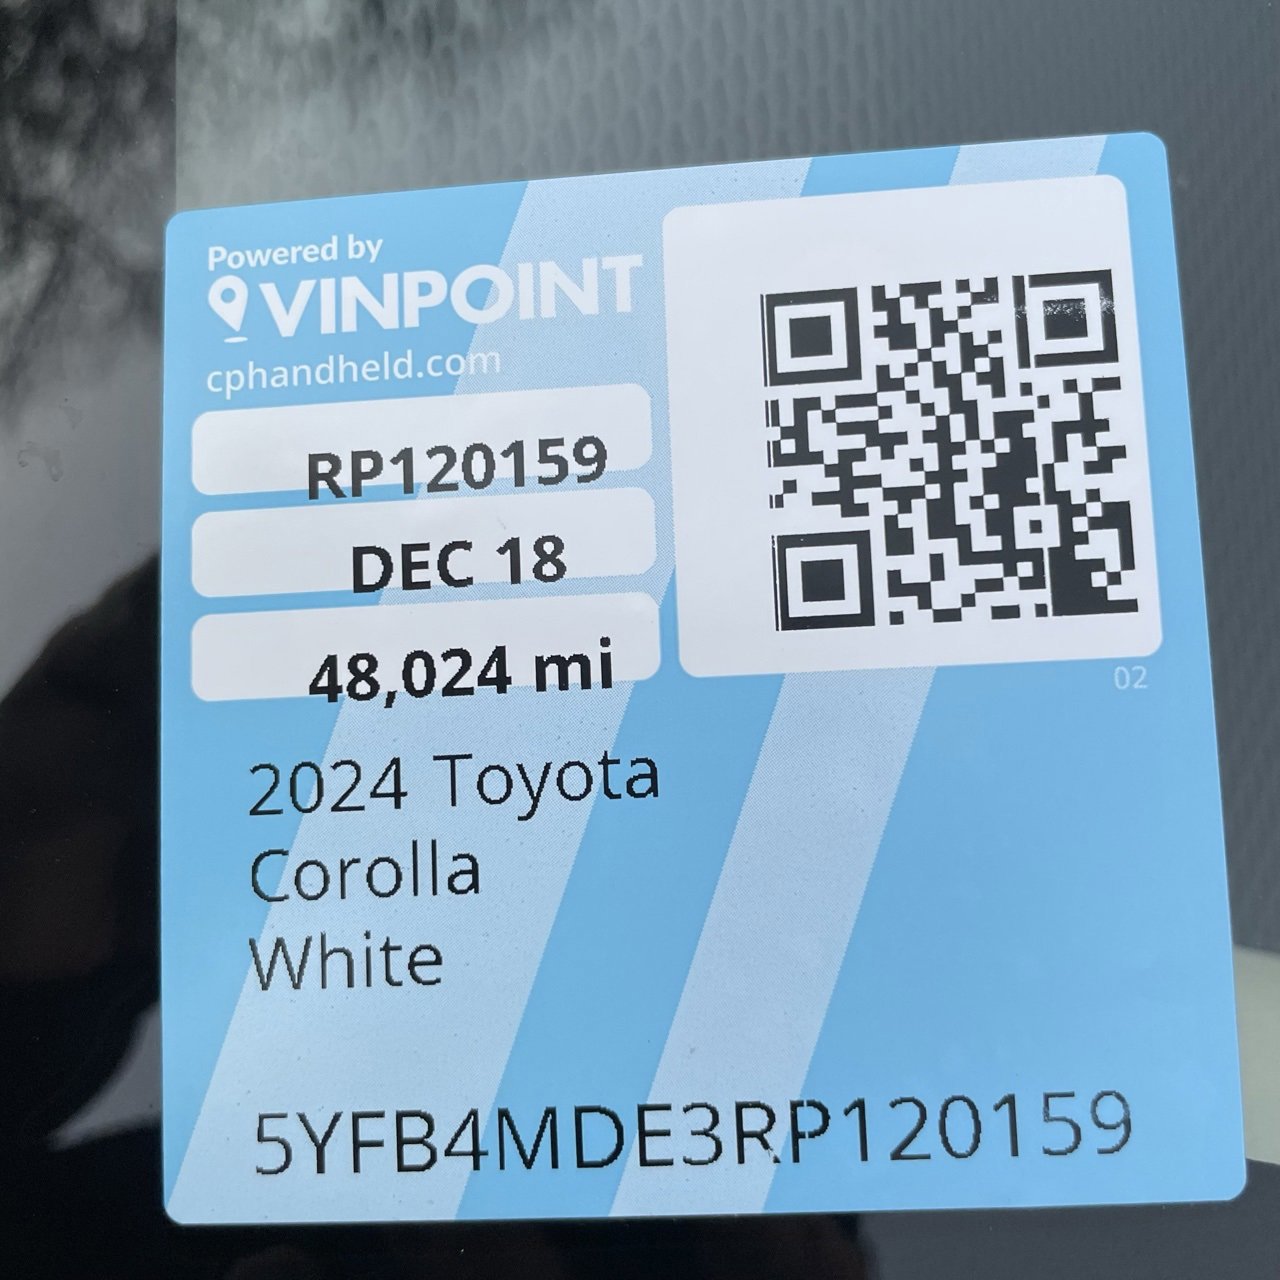 Powered by
VINPOINT
cphandheld.com
RP120159
DEC 18
48,024 mi
02
2024 Toyota
Corolla
White
5YFB4MDE3RP120159